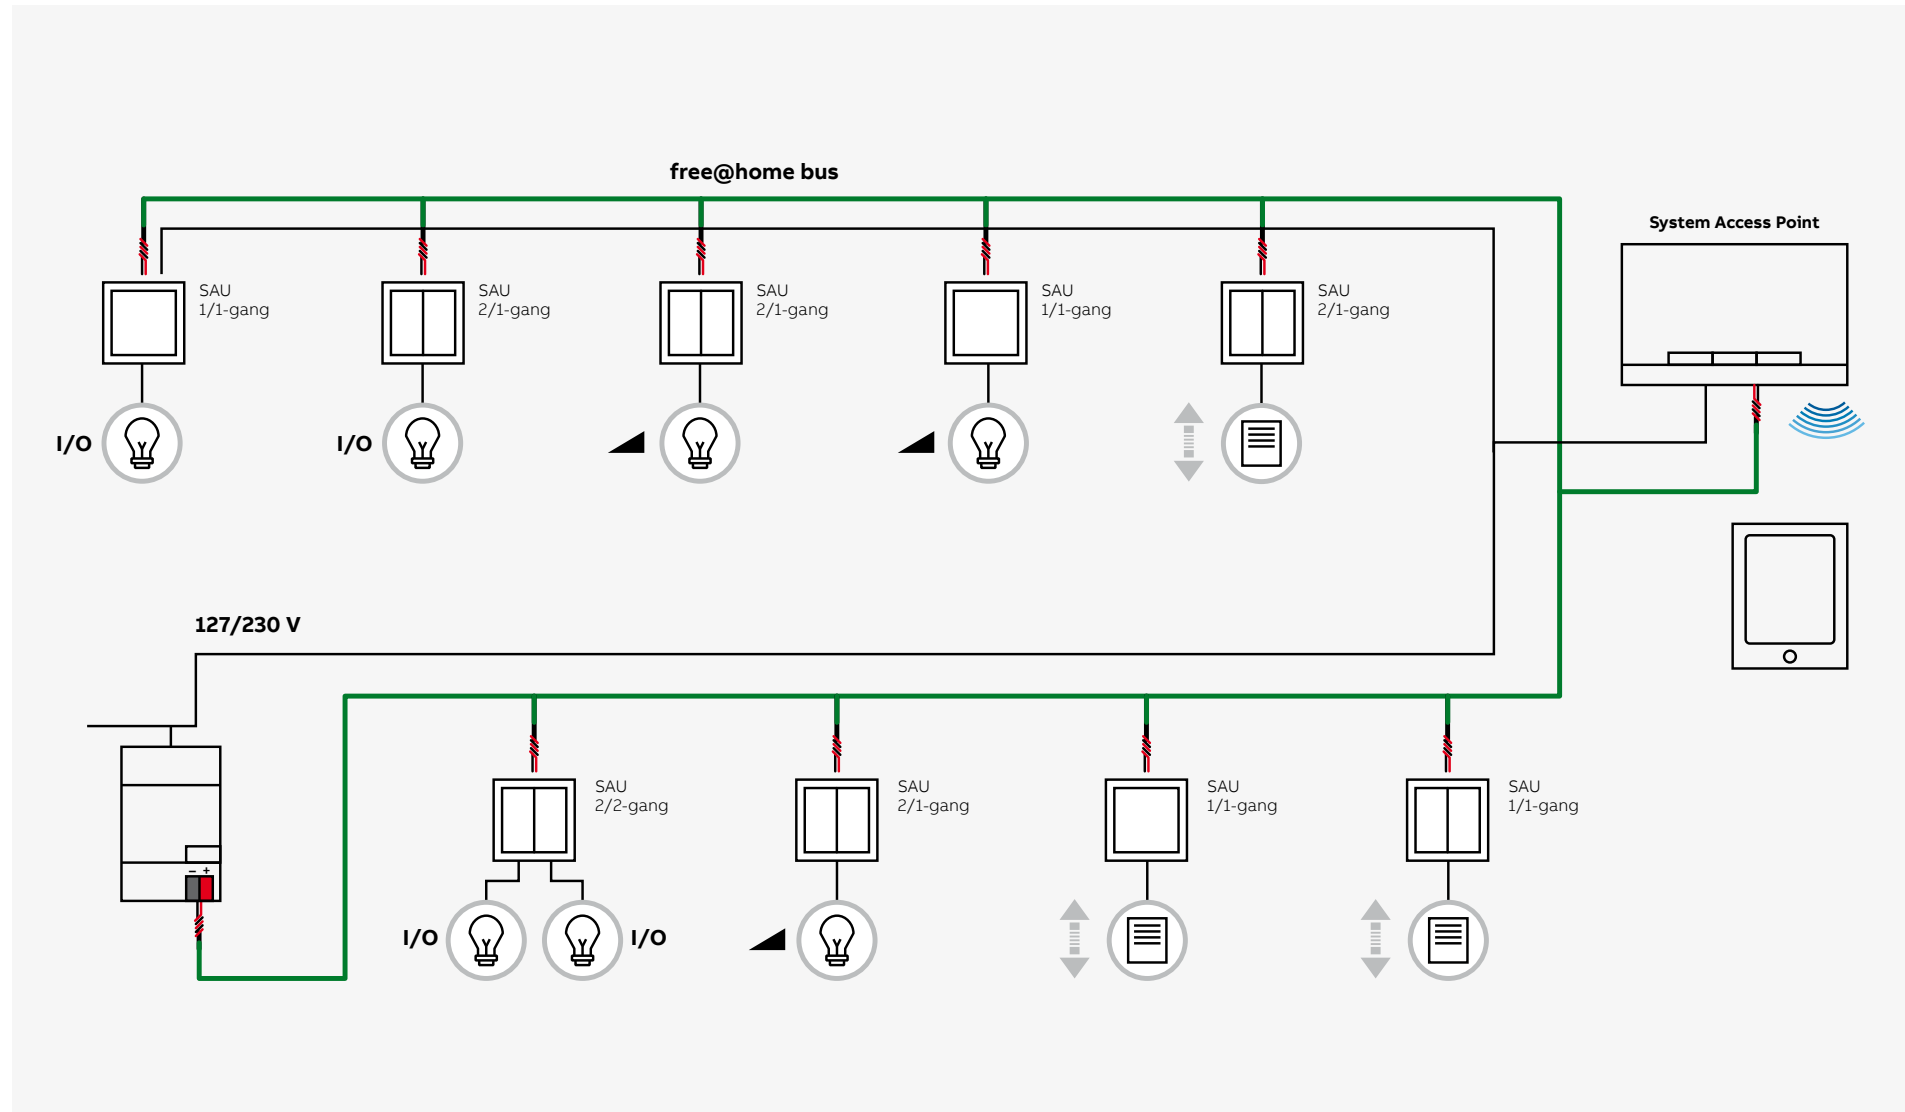 free@home bus
System Access Point
SAU
1/1-gang
SAU
2/1-gang
SAU
2/1-gang
SAU
1/1-gang
SAU
2/1-gang
I/O
I/O
127/230 V
SAU
2/2-gang
SAU
2/1-gang
SAU
1/1-gang
SAU
1/1-gang
– +
I/O
I/O